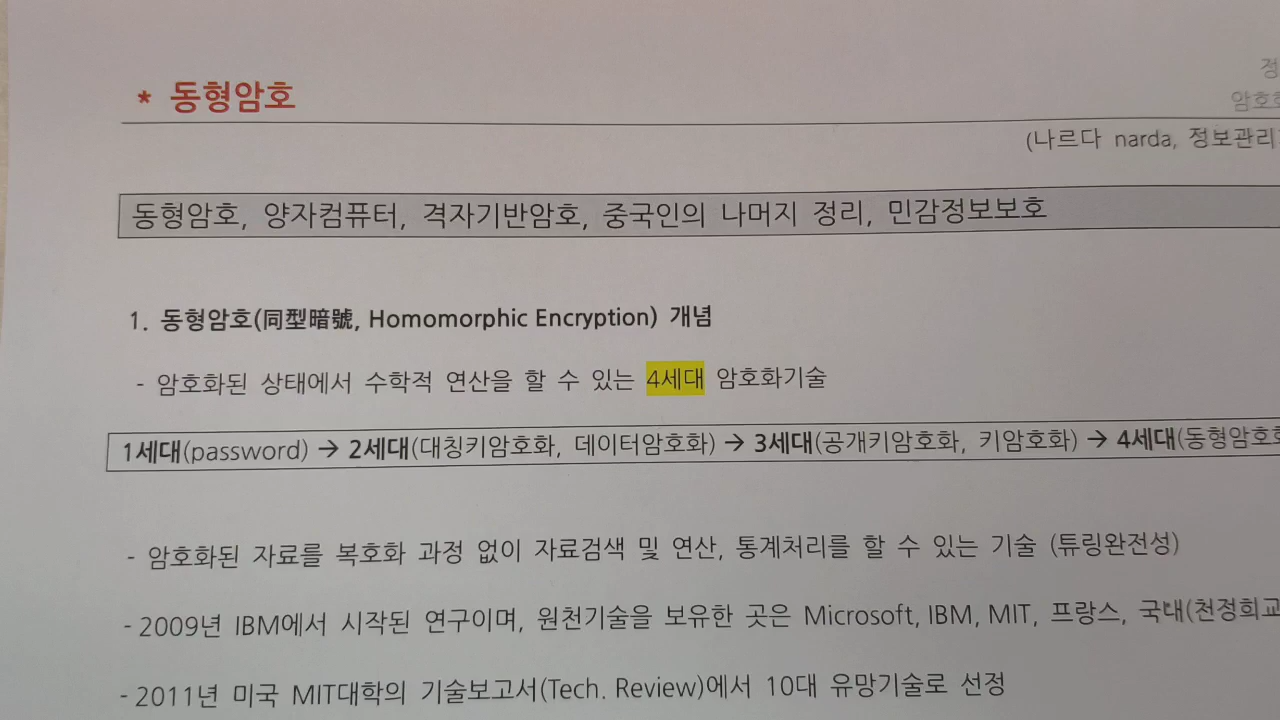 * 동형암호
(나르다 narda, 정보관리
동형암호, 양자컴퓨터, 격자기반암호, 중국인의 나머지 정리, 민감정보보호
1. 동형암호(同型暗號, Homomorphic Encryption) 개념
- 암호화된 상태에서 수학적 연산을 할 수 있는 4세대 암호화기술
1세대(password) → 2세대(대칭키암호화, 데이터암호화) → 3세대(공개키암호화, 키암호화) → 4세대(동형암호화
- 암호화된 자료를 복호화 과정 없이 자료검색 및 연산, 통계처리를 할 수 있는 기술 (튜링완전성)
- 2009년 IBM에서 시작된 연구이며, 원천기술을 보유한 곳은 Microsoft, IBM, MIT, 프랑스, 국내(천정희교
- 2011년 미국 MIT대학의 기술보고서(Tech. Review)에서 10대 유망기술로 선정